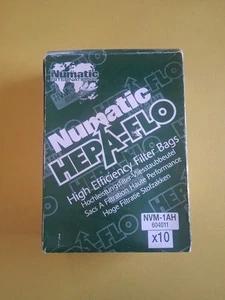 Numatic
INTERNATIONAL
Numatic
HEPA-FLO
High Efficiency Filter Bags
Hochleistungsfilter-Vliesstaubbeutel
Sacs A Filtration Haute Performance
Hoge Filtratie Stofzakken
NVM-1AH
604011
x10